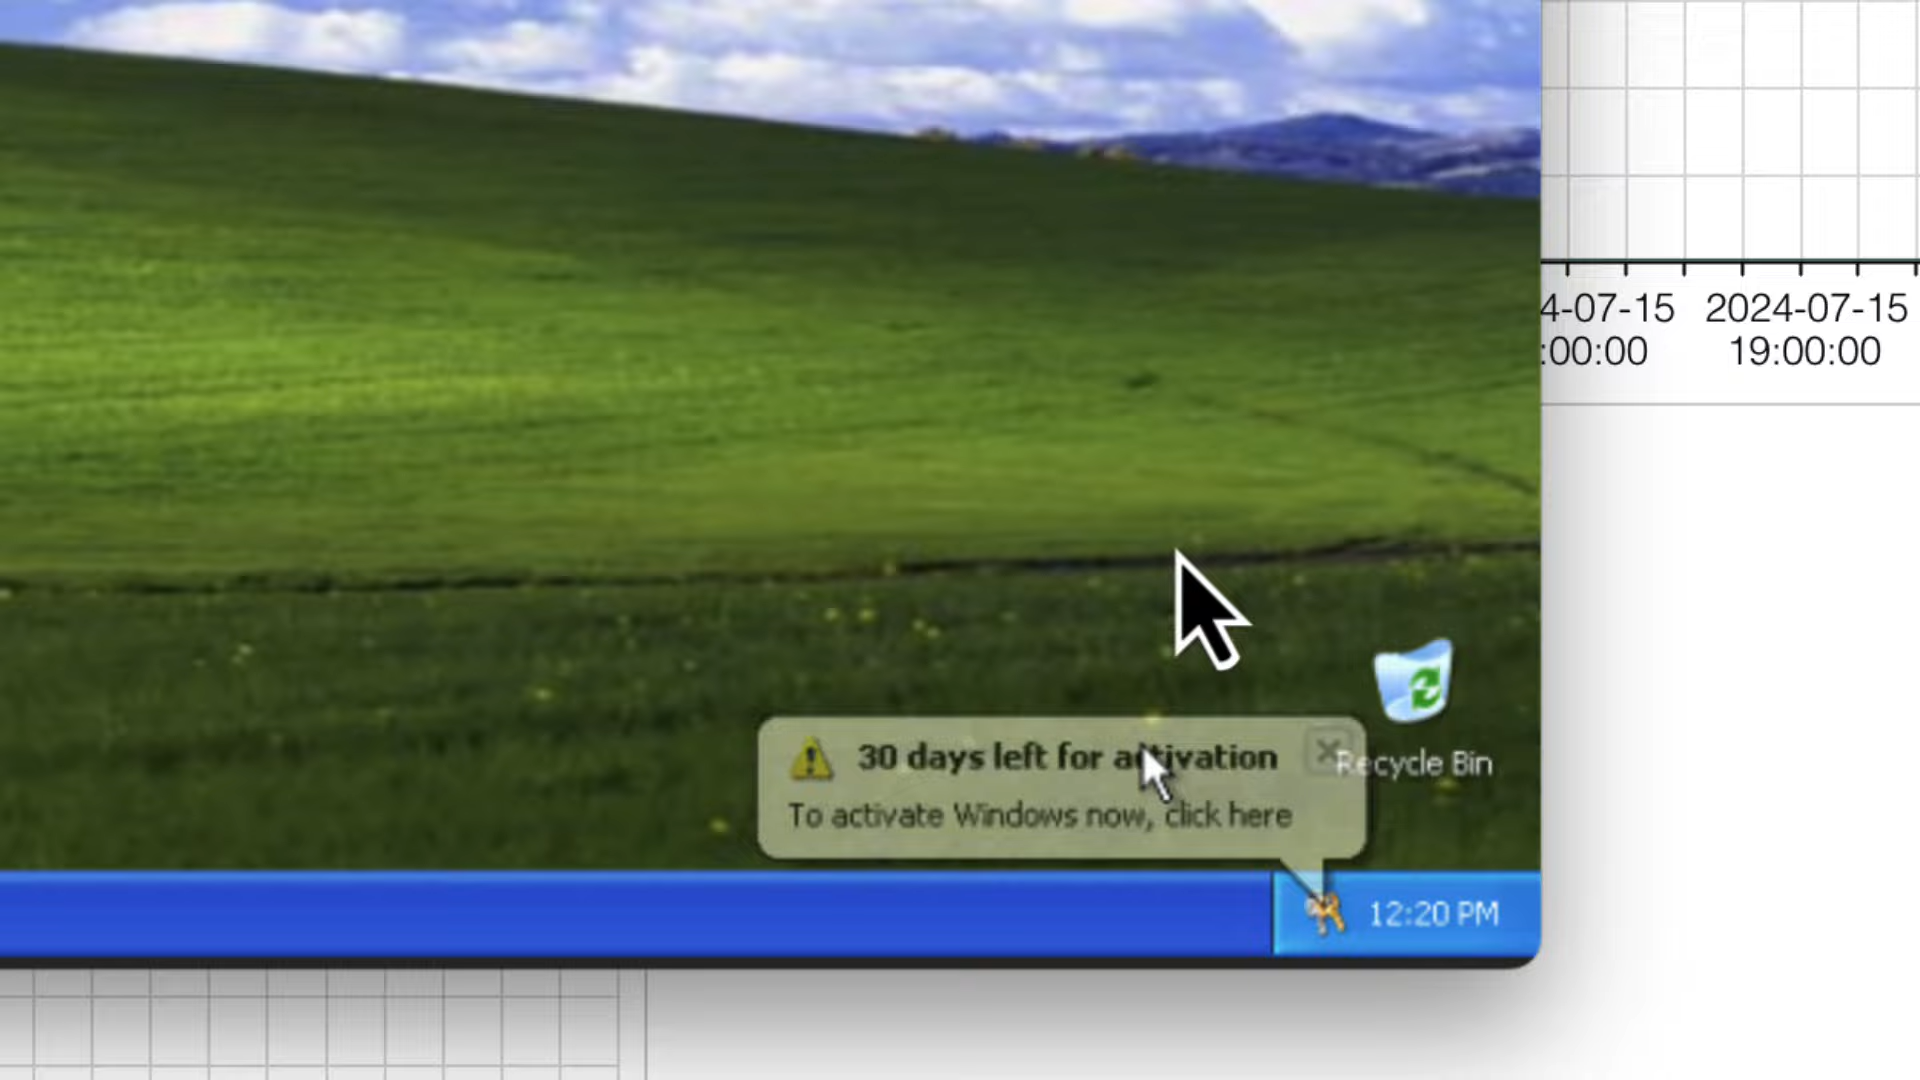 4-07-15
:00:00
2024-07-15
19:00:00
30 days left for activation
To activate Windows now, click here
Recycle Bin
12:20 PM